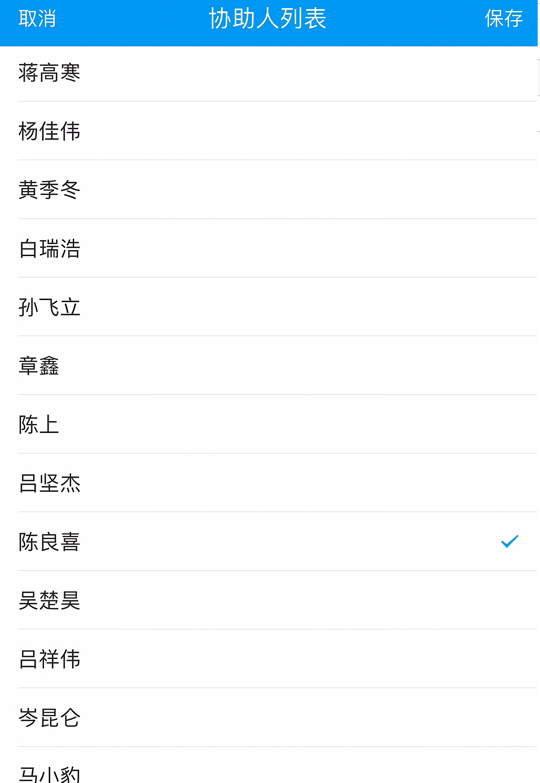 取消 协助人列表 保存
蒋高寒
杨佳伟
黄季冬
白瑞浩
孙飞立
章鑫
陈上
吕坚杰
陈良喜
吴楚昊
吕祥伟
岑昆仑
马小豹